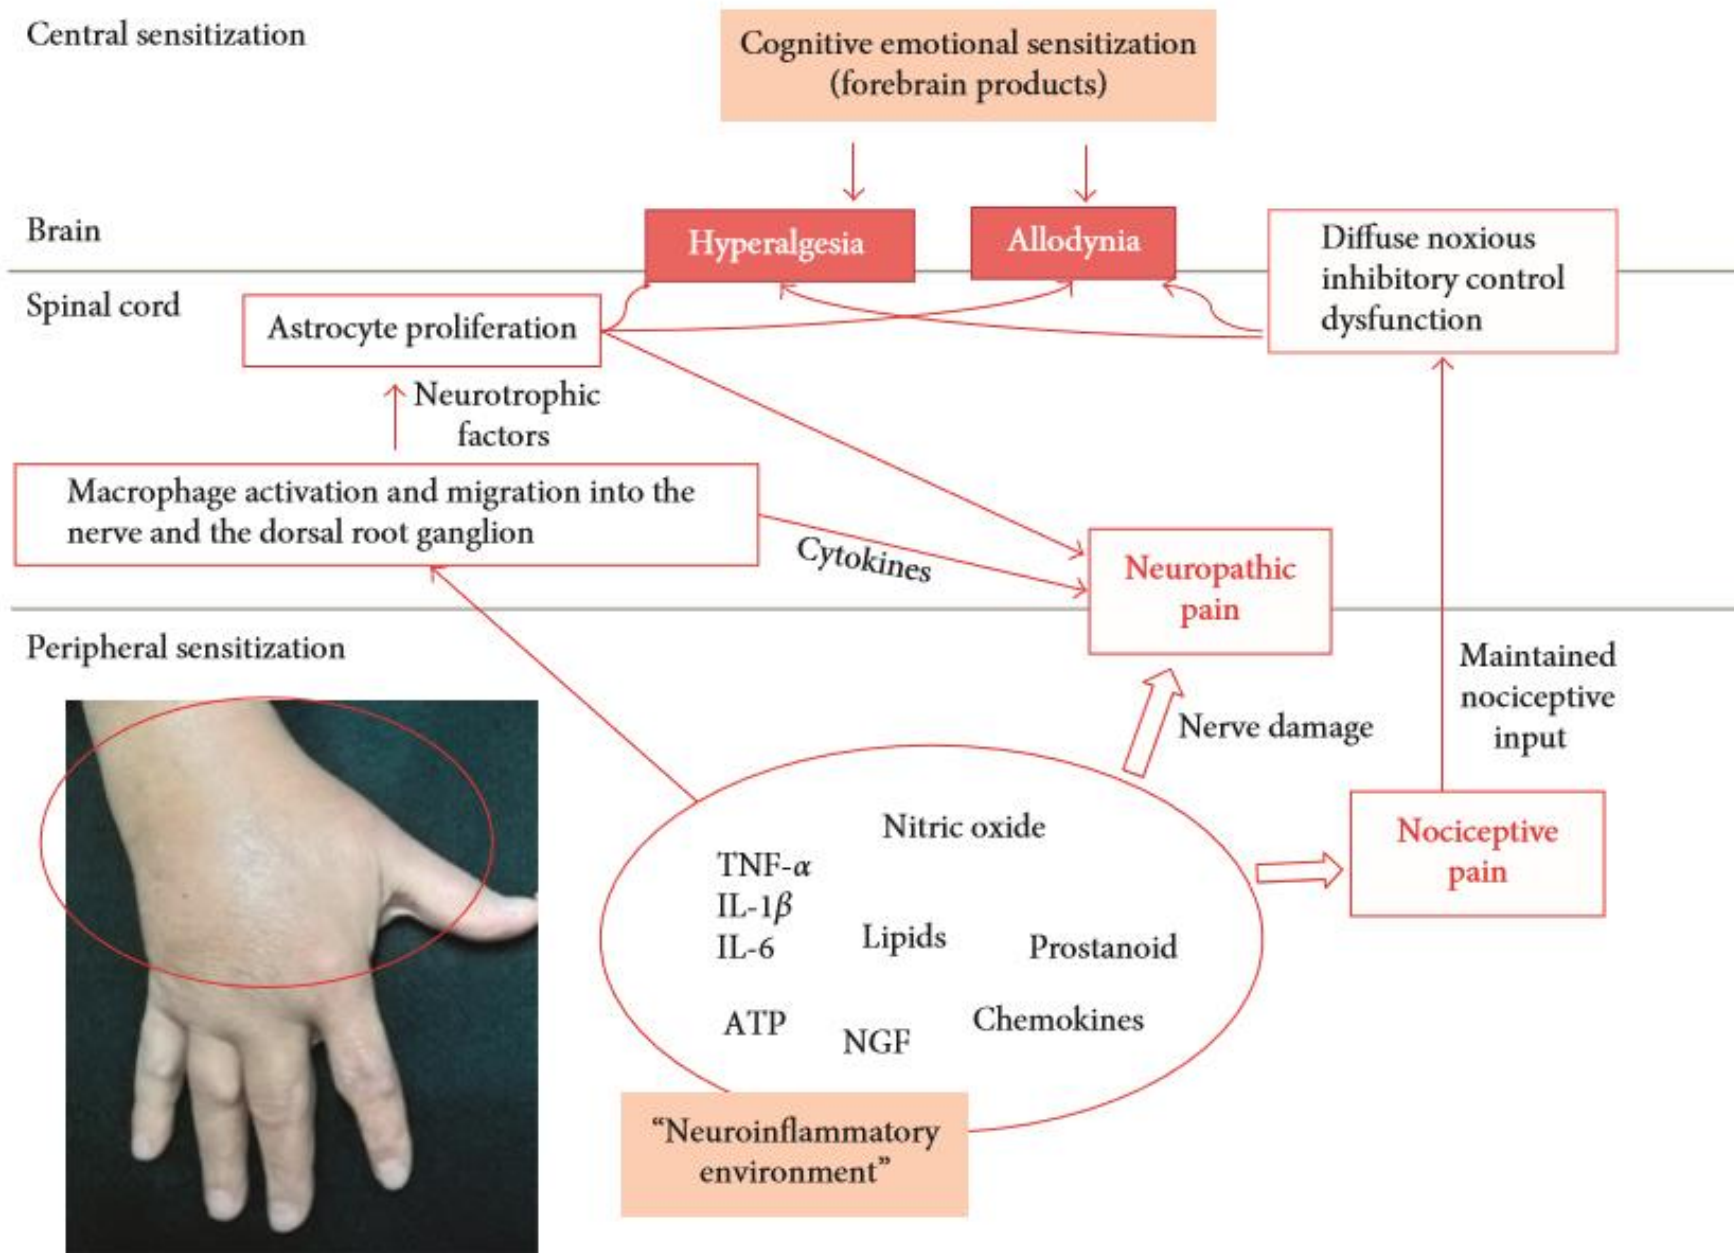 Central sensitization
Cognitive emotional sensitization
(forebrain products)
Brain
Hyperalgesia
Allodynia
Diffuse noxious
inhibitory control
dysfunction
Spinal cord
Astrocyte proliferation
Neurotrophic
factors
Macrophage activation and migration into the
nerve and the dorsal root ganglion
Cytokines
Neuropathic
pain
Peripheral sensitization
Maintained
nociceptive
input
Nerve damage
Nociceptive
pain
Nitric oxide
TNF-α
IL-1β
IL-6
Lipids
Prostanoid
ATP
NGF
Chemokines
“Neuroinflammatory
environment”